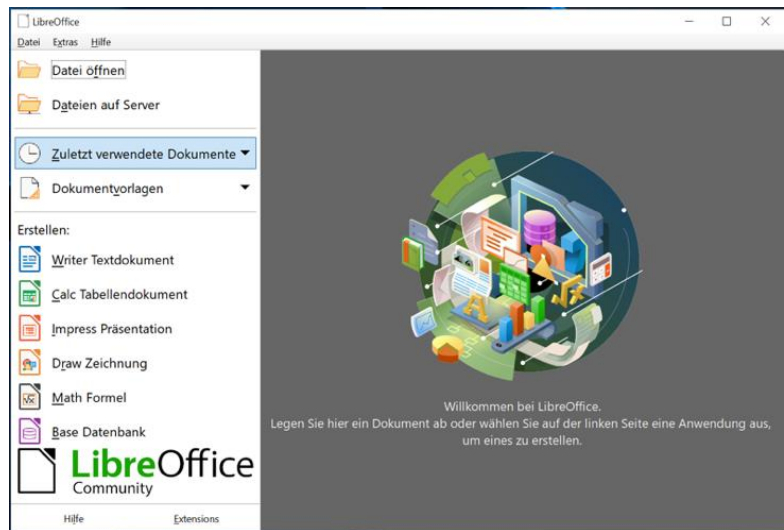 LibreOffice
Datei Extras Hilfe
Datei öffnen
Dateien auf Server
Zuletzt verwendete Dokumente
Dokumentvorlagen
Erstellen:
Writer Textdokument
Calc Tabellendokument
Impress Präsentation
Draw Zeichnung
Math Formel
Base Datenbank
LibreOffice
Community
Hilfe Extensions
Willkommen bei LibreOffice.
Legen Sie hier ein Dokument ab oder wählen Sie auf der linken Seite eine Anwendung aus,
um eines zu erstellen.